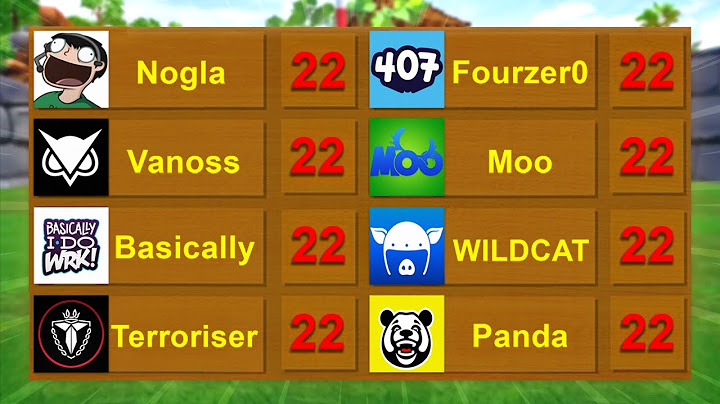 Nogla 22 407 Fourzer0 22
Vanoss 22 MOO Moo 22
BASICALLY
I DO
WRK!
Basically 22 WILDCAT 22
Terroriser 22 Panda 22